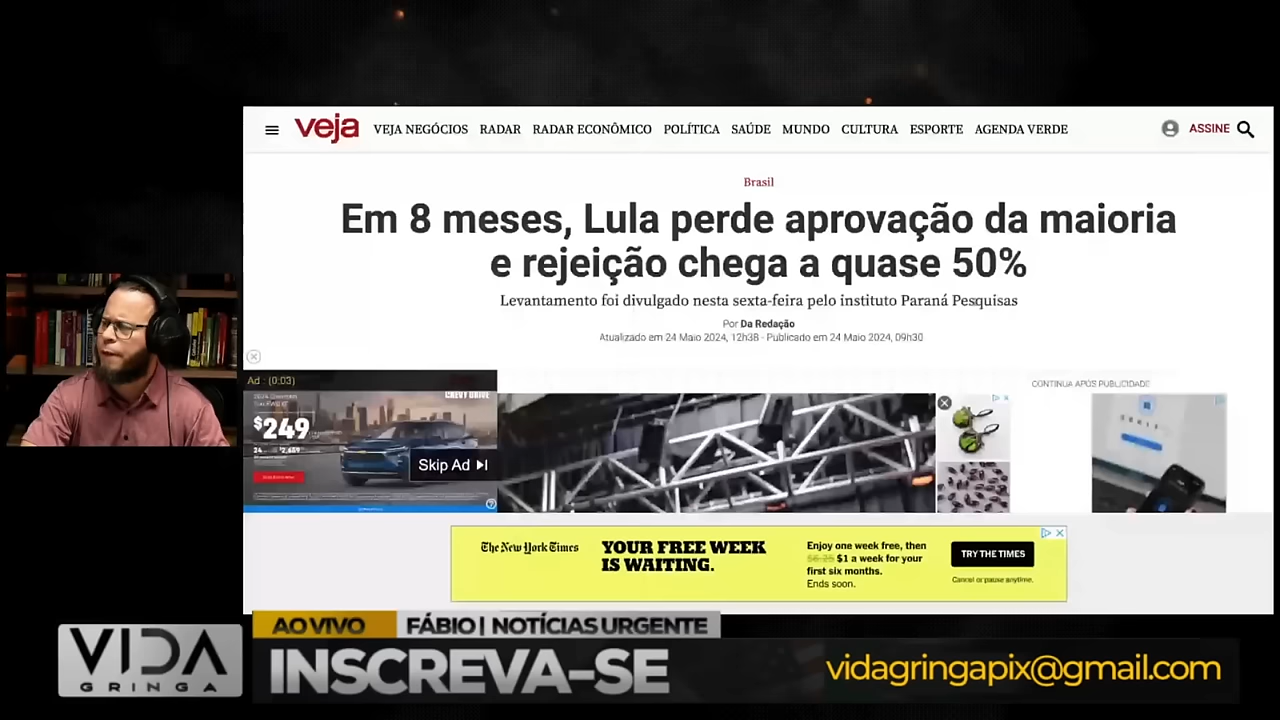 veja
VEJA NEGÓCIOS RADAR RADAR ECONÔMICO POLÍTICA SAÚDE MUNDO CULTURA ESPORTE AGENDA VERDE
ASSINE
Brasil
Em 8 meses, Lula perde aprovação da maioria
e rejeição chega a quase 50%
Levantamento foi divulgado nesta sexta-feira pelo instituto Paraná Pesquisas
Por Da Redação
Atualizado em 24 Maio 2024, 12h38 - Publicado em 24 Maio 2024, 09h30
CONTINUA APÓS PUBLICIDADE
Ad : (0:03)
CHEVY DRIVE
$249
Skip Ad
The New York Times
YOUR FREE WEEK
IS WAITING.
Enjoy one week free, then
$6.25 $1 a week for your
first six months.
Ends soon.
TRY THE TIMES
Cancel or pause anytime.
AO VIVO FÁBIO | NOTÍCIAS URGENTE
VIDA
GRINGA
INSCREVA-SE
vidagringapix@gmail.com